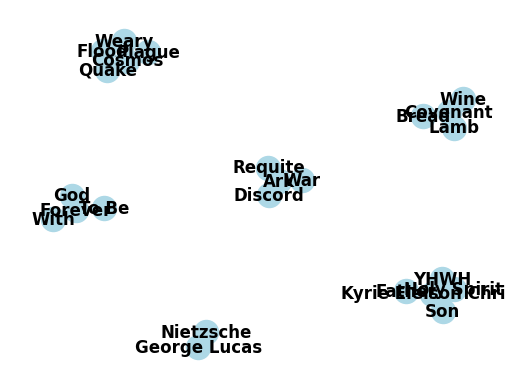 Weary
Flood
Plague
Cosmos
Quake
Wine
Covenant
Bread
Lamb
Requite
Ark
War
Discord
God
Forever
To Be
With
YHWH
Holy Spirit
Father
Kyrie Eleison Chri
Son
Nietzsche
George Lucas